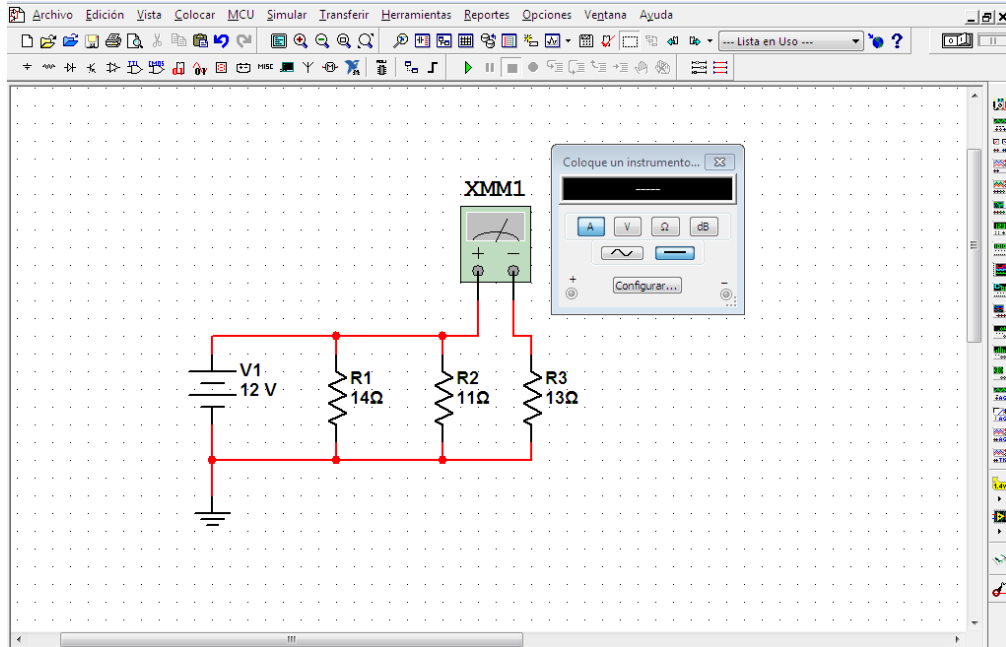 Archivo Edición Vista Colocar MCU Simular Transferir Herramientas Reportes Opciones Ventana Ayuda
--- Lista en Uso ---
MISC
XMM1
Coloque un instrumento...
A V Ω dB
+ −
Configurar...
+ −
V1
12 V
R1
14Ω
R2
11Ω
R3
13Ω